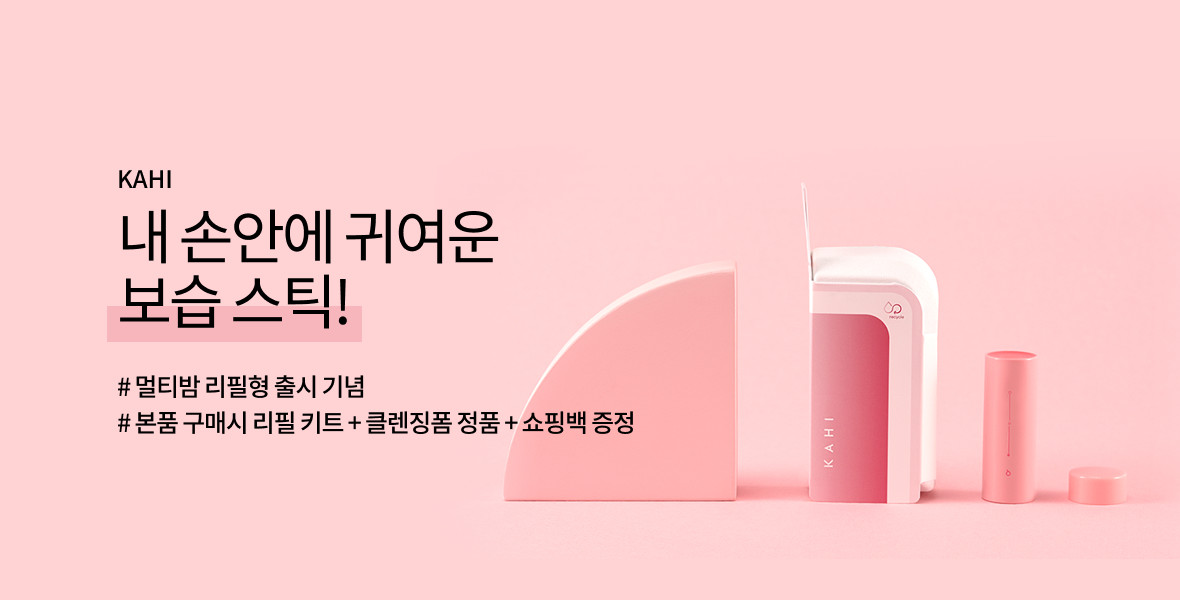 KAHI
내 손안에 귀여운
보습 스틱!
# 멀티밤 리필형 출시 기념
# 본품 구매시 리필 키트 + 클렌징폼 정품 + 쇼핑백 증정
recycle
KAHI